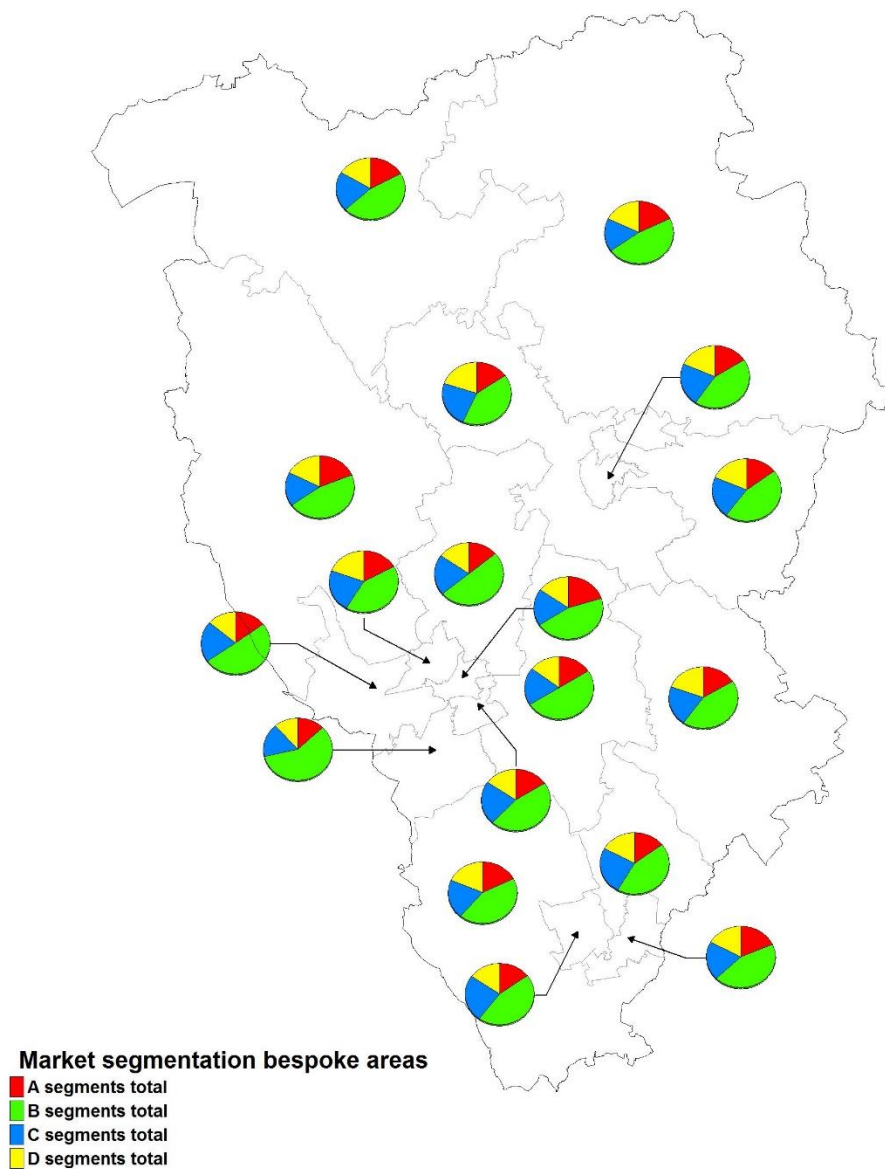 Market segmentation bespoke areas
A segments total
B segments total
C segments total
D segments total